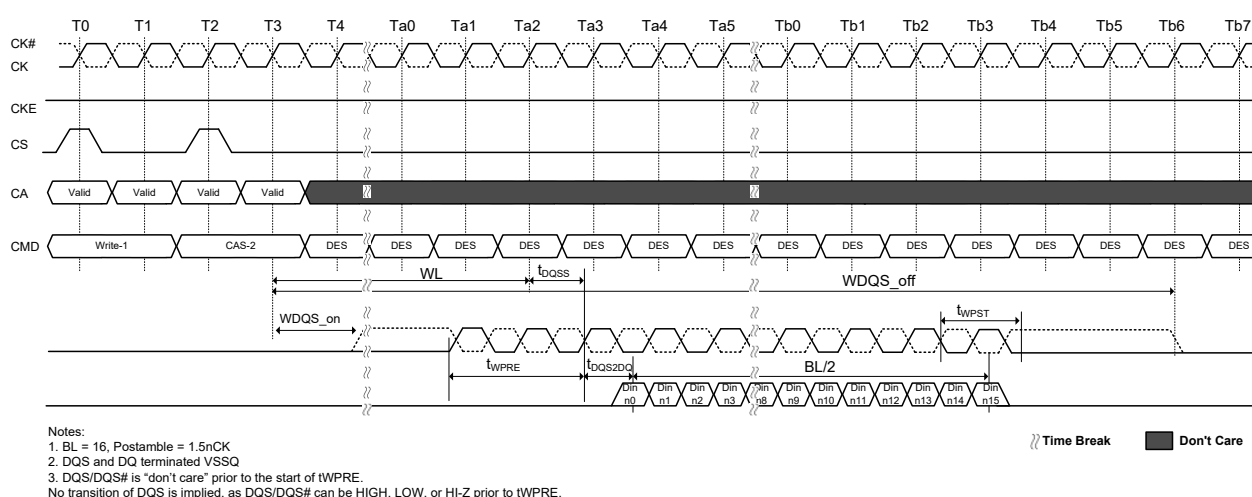 T0 T1 T2 T3 T4 Ta0 Ta1 Ta2 Ta3 Ta4 Ta5 Tb0 Tb1 Tb2 Tb3 Tb4 Tb5 Tb6 Tb7
CK#
CK
CKE
CS
CA Valid Valid Valid Valid
CMD Write-1 CAS-2 DES DES DES DES DES DES DES DES DES DES DES DES DES DES DES
WL tDQSS
WDQS_off
WDQS_on tWPST
tWPRE tDQS2DQ BL/2
Din Din Din Din Din Din Din Din Din Din Din Din
n0 n1 n2 n3 n8 n9 n10 n11 n12 n13 n14 n15
Notes:
1. BL = 16, Postamble = 1.5nCK
2. DQS and DQ terminated VSSQ
3. DQS/DQS# is “don’t care” prior to the start of tWPRE.
No transition of DQS is implied, as DQS/DQS# can be HIGH, LOW, or HI-Z prior to tWPRE.
Time Break Don't Care